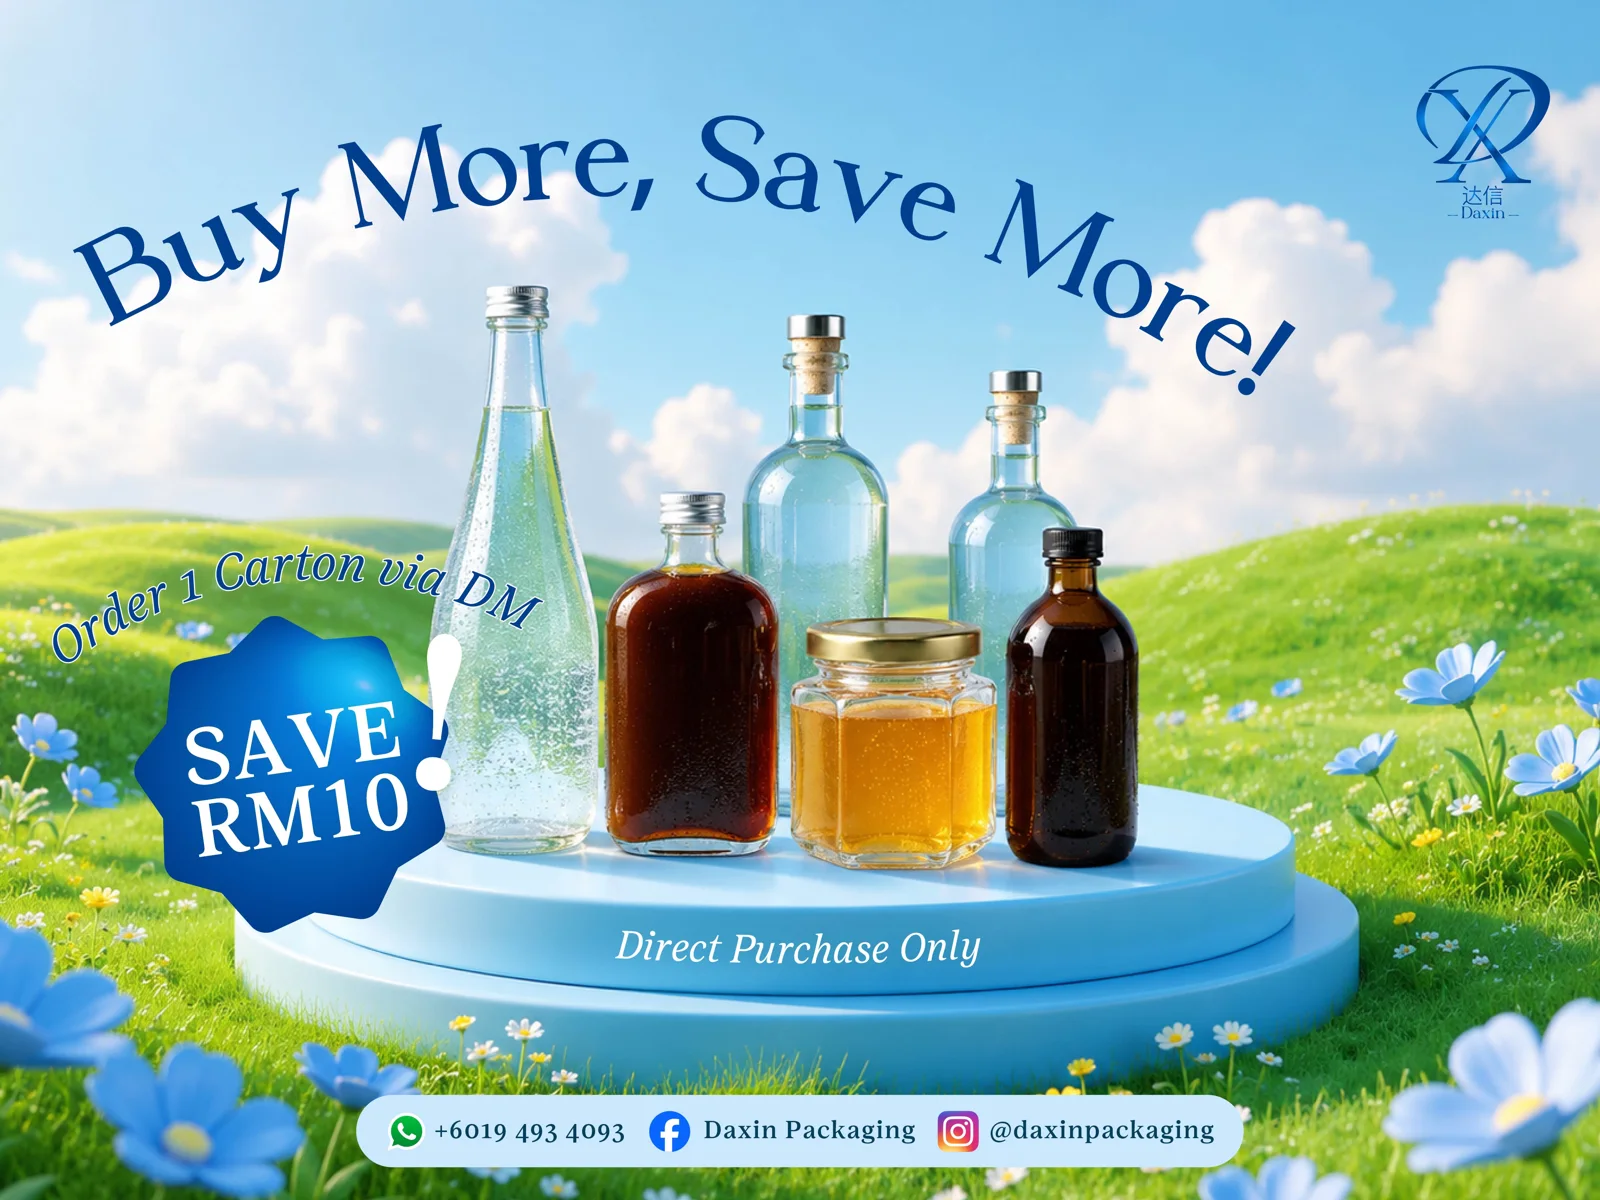 Buy More, Save More!
达信
Daxin
Order 1 Carton via DM
SAVE
RM10!
Direct Purchase Only
+6019 493 4093
Daxin Packaging
@daxinpackaging